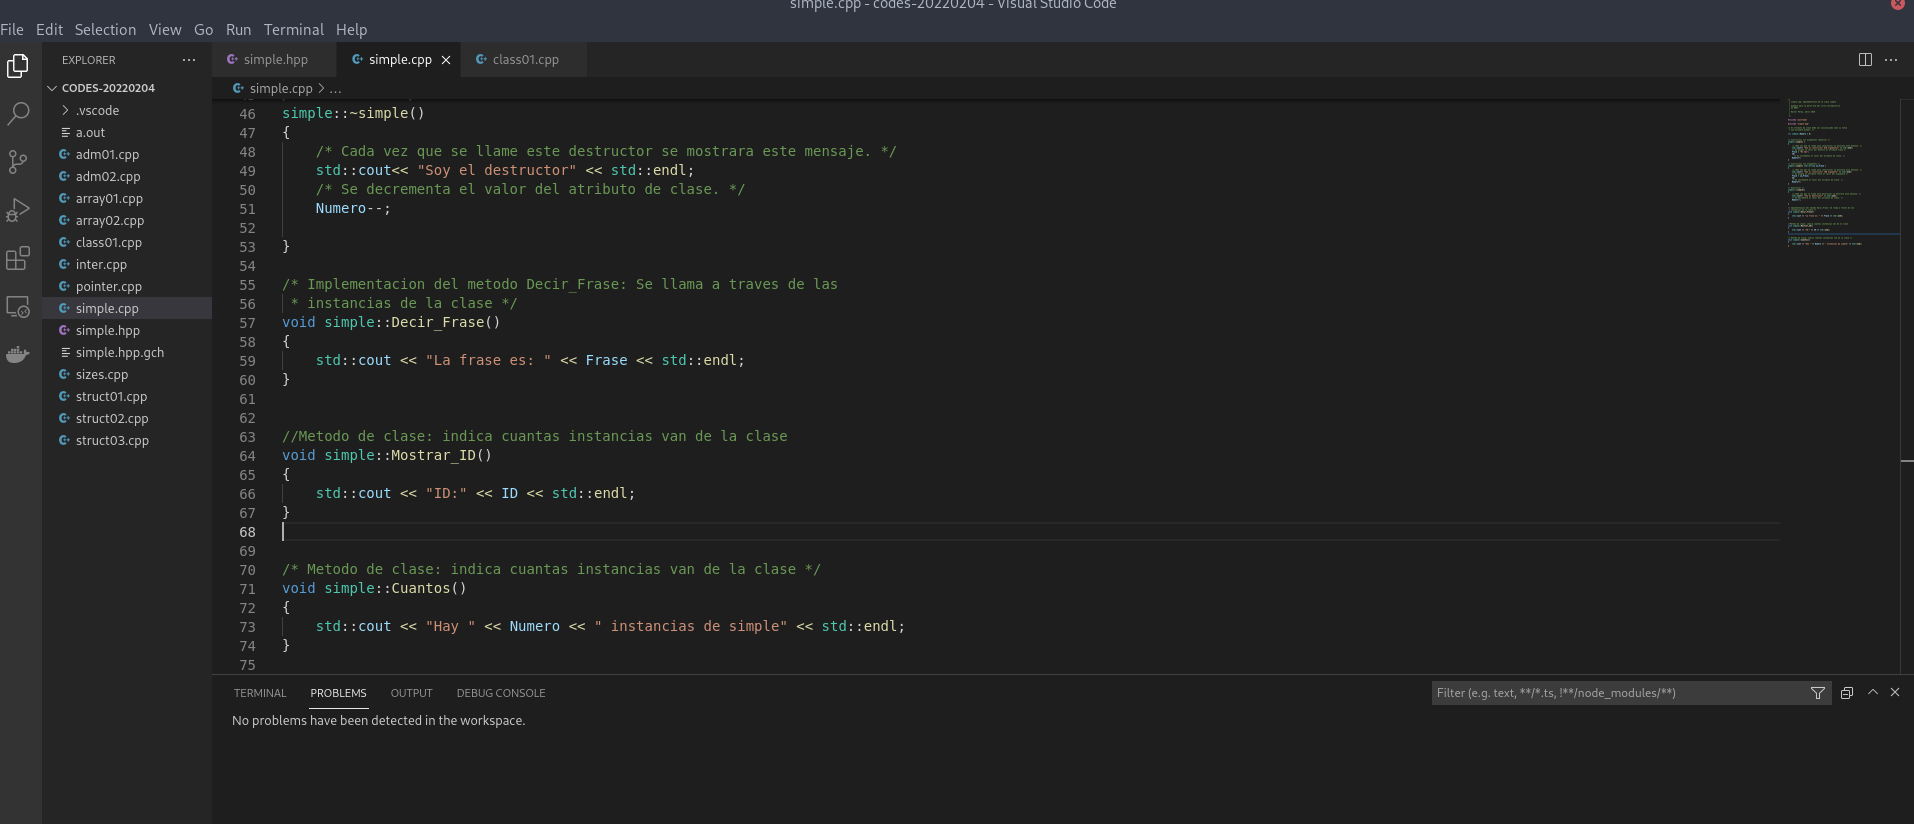 simple.cpp - codes-20220204 - Visual Studio Code
File Edit Selection View Go Run Terminal Help
EXPLORER
simple.hpp
simple.cpp
class01.cpp
CODES-20220204
.vscode
a.out
adm01.cpp
adm02.cpp
array01.cpp
array02.cpp
class01.cpp
inter.cpp
pointer.cpp
simple.cpp
simple.hpp
simple.hpp.gch
sizes.cpp
struct01.cpp
struct02.cpp
struct03.cpp
simple.cpp > ...
46 simple::~simple()
47 {
48 /* Cada vez que se llame este destructor se mostrara este mensaje. */
49 std::cout<< "Soy el destructor" << std::endl;
50 /* Se decrementa el valor del atributo de clase. */
51 Numero--;
52
53 }
54
55 /* Implementacion del metodo Decir_Frase: Se llama a traves de las
56 * instancias de la clase */
57 void simple::Decir_Frase()
58 {
59 std::cout << "La frase es: " << Frase << std::endl;
60 }
61
62
63 //Metodo de clase: indica cuantas instancias van de la clase
64 void simple::Mostrar_ID()
65 {
66 std::cout << "ID:" << ID << std::endl;
67 }
68
69
70 /* Metodo de clase: indica cuantas instancias van de la clase */
71 void simple::Cuantos()
72 {
73 std::cout << "Hay " << Numero << " instancias de simple" << std::endl;
74 }
75
TERMINAL PROBLEMS OUTPUT DEBUG CONSOLE
Filter (e.g. text, **/*.ts, !**/node_modules/**)
No problems have been detected in the workspace.